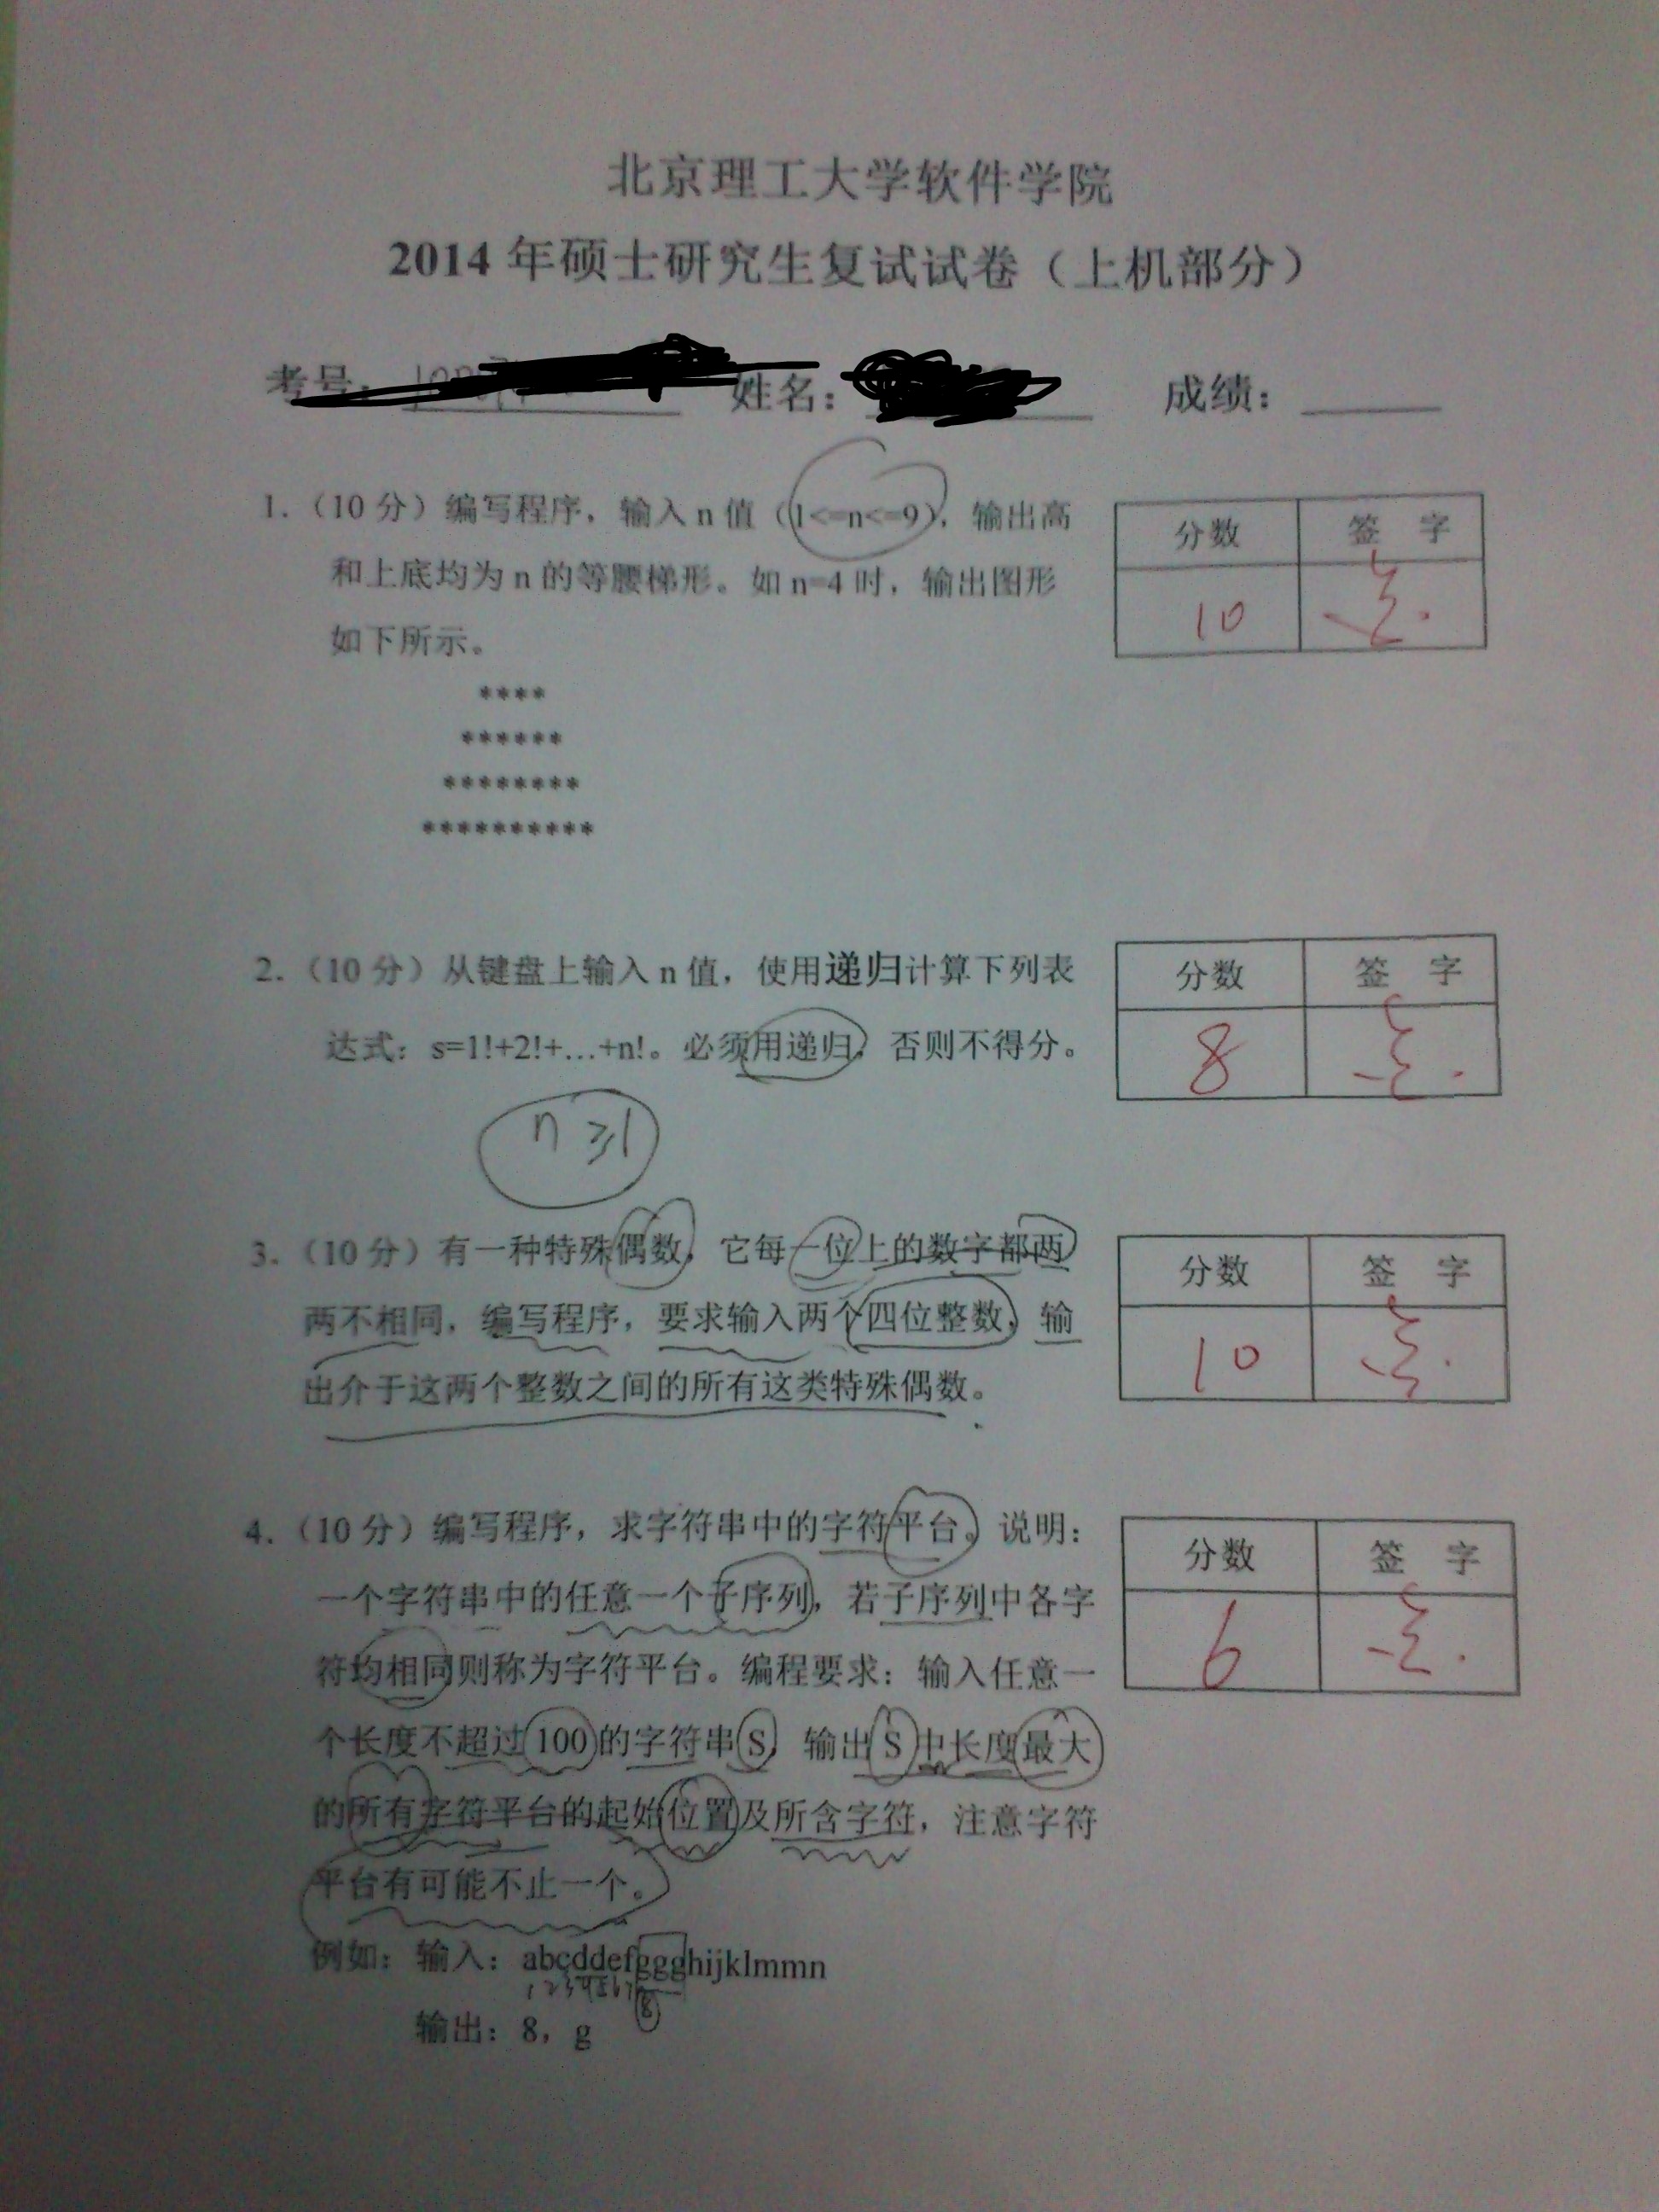 北京理工大学软件学院
2014 年硕士研究生复试试卷（上机部分）
考号： 姓名： 成绩：
1.（10 分）编写程序，输入 n 值（1<=n<=9），输出高
和上底均为 n 的等腰梯形。如 n=4 时，输出图形
如下所示。
****
******
********
**********
分数 签 字
10
2.（10 分）从键盘上输入 n 值，使用递归计算下列表
达式：s=1!+2!+…+n!。必须用递归，否则不得分。
n ≥1
分数 签 字
8
3.（10 分）有一种特殊偶数，它每一位上的数字都两
两不相同，编写程序，要求输入两个四位整数，输
出介于这两个整数之间的所有这类特殊偶数。
分数 签 字
10
4.（10 分）编写程序，求字符串中的字符平台。说明：
一个字符串中的任意一个子序列，若子序列中各字
符均相同则称为字符平台。编程要求：输入任意一
个长度不超过 100 的字符串 S，输出 S 中长度最大
的所有字符平台的起始位置及所含字符，注意字符
平台有可能不止一个。
分数 签 字
6
例如：输入：abcddefggghijklmmn
1 2 3 4 5 6 7
8
输出：8，g